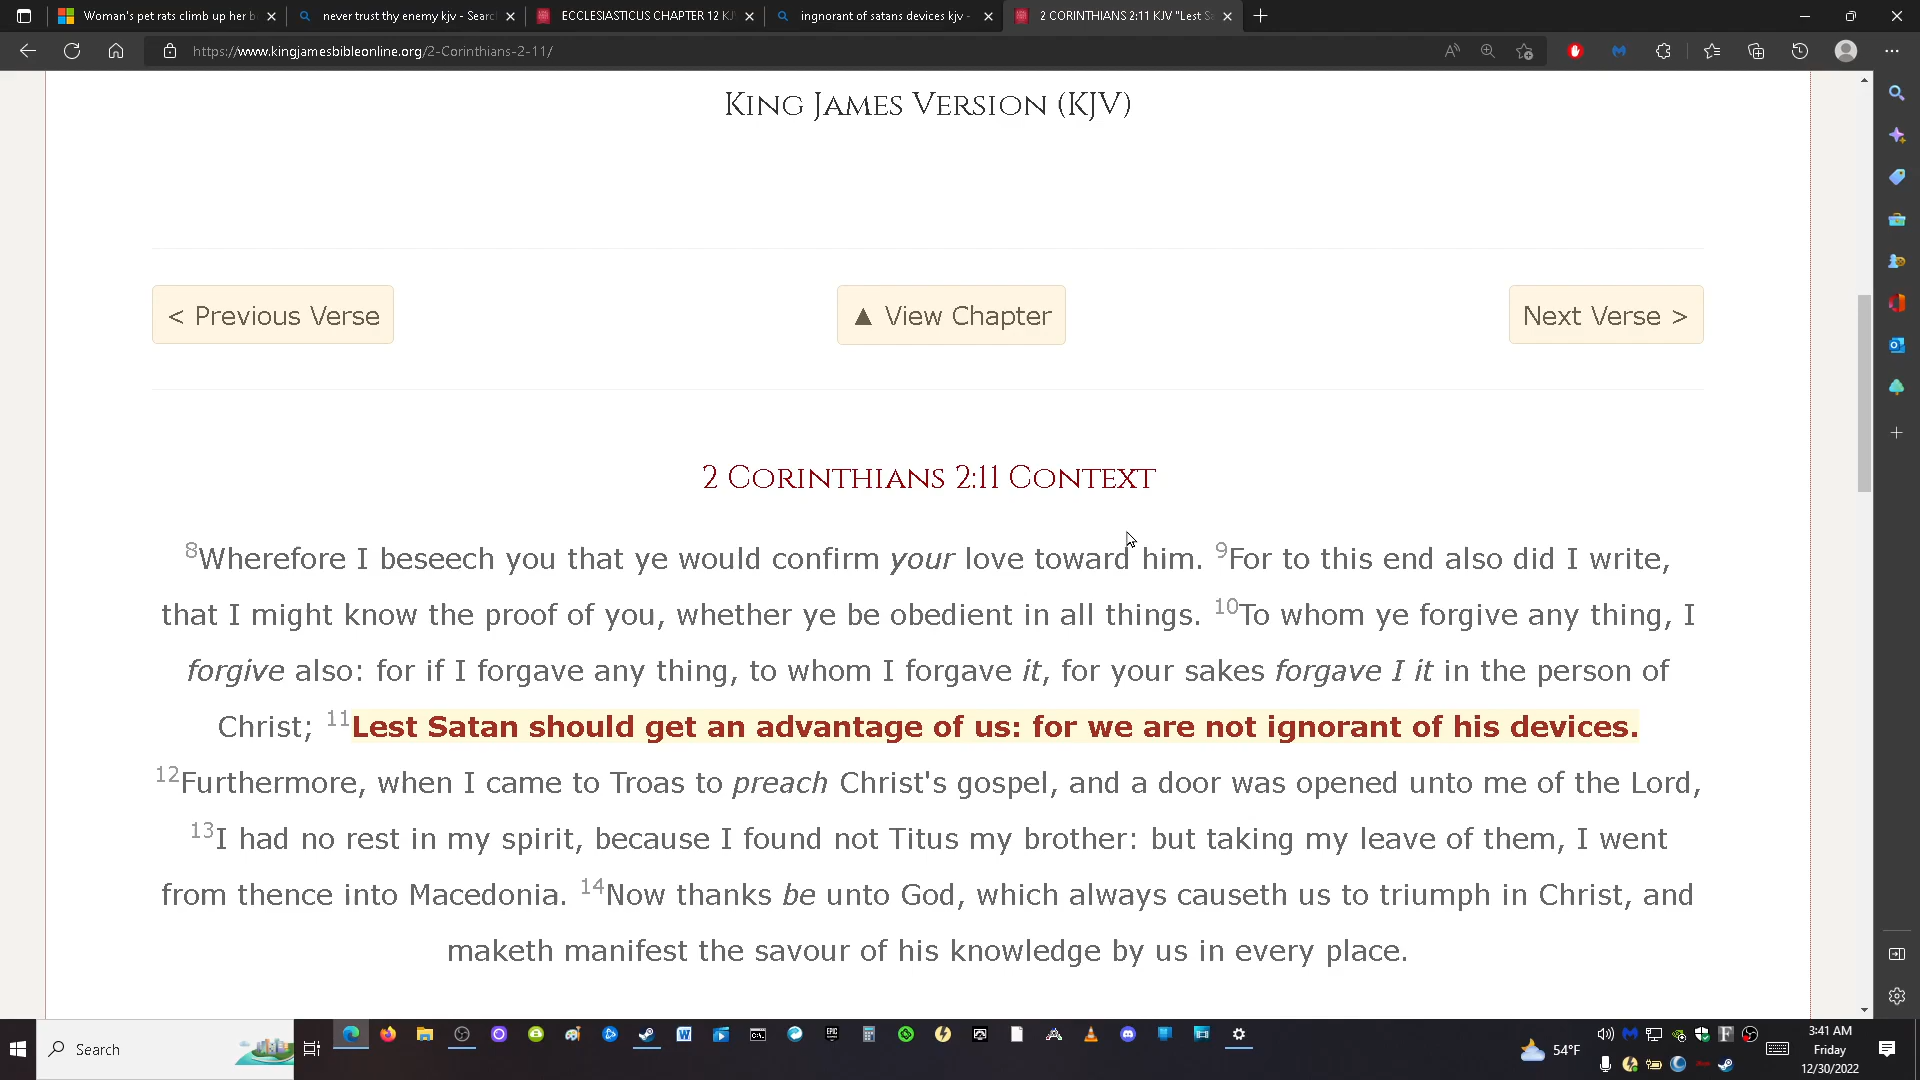 Woman's pet rats climb up her b
never trust thy enemy kjv - Searc
ECCLESIASTICUS CHAPTER 12 KJ
ingnorant of satans devices kjv -
2 CORINTHIANS 2:11 KJV "Lest Sa
https://www.kingjamesbibleonline.org/2-Corinthians-2-11/
King James Version (KJV)
< Previous Verse
▲ View Chapter
Next Verse >
2 Corinthians 2:11 Context
8Wherefore I beseech you that ye would confirm your love toward him. 9For to this end also did I write,
that I might know the proof of you, whether ye be obedient in all things. 10To whom ye forgive any thing, I
forgive also: for if I forgave any thing, to whom I forgave it, for your sakes forgave I it in the person of
Christ; 11Lest Satan should get an advantage of us: for we are not ignorant of his devices.
12Furthermore, when I came to Troas to preach Christ's gospel, and a door was opened unto me of the Lord,
13I had no rest in my spirit, because I found not Titus my brother: but taking my leave of them, I went
from thence into Macedonia. 14Now thanks be unto God, which always causeth us to triumph in Christ, and
maketh manifest the savour of his knowledge by us in every place.
Search
54°F
3:41 AM
Friday
12/30/2022